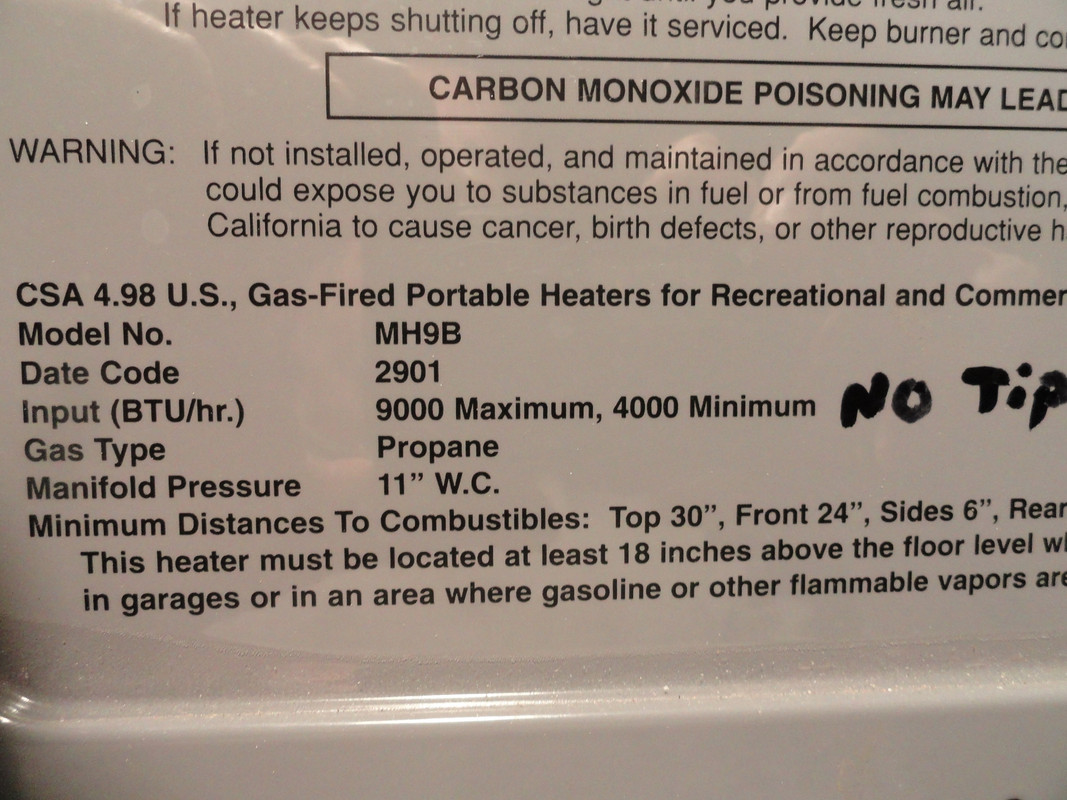 until you provide fresh air.
If heater keeps shutting off, have it serviced. Keep burner and
CARBON MONOXIDE POISONING MAY LEAD
WARNING: If not installed, operated, and maintained in accordance with the
could expose you to substances in fuel or from fuel combustion,
California to cause cancer, birth defects, or other reproductive
CSA 4.98 U.S., Gas-Fired Portable Heaters for Recreational and Commer
Model No. MH9B
Date Code 2901
Input (BTU/hr.) 9000 Maximum, 4000 Minimum NO Tip
Gas Type Propane
Manifold Pressure 11” W.C.
Minimum Distances To Combustibles: Top 30”, Front 24”, Sides 6”, Rear
This heater must be located at least 18 inches above the floor level
in garages or in an area where gasoline or other flammable vapors are